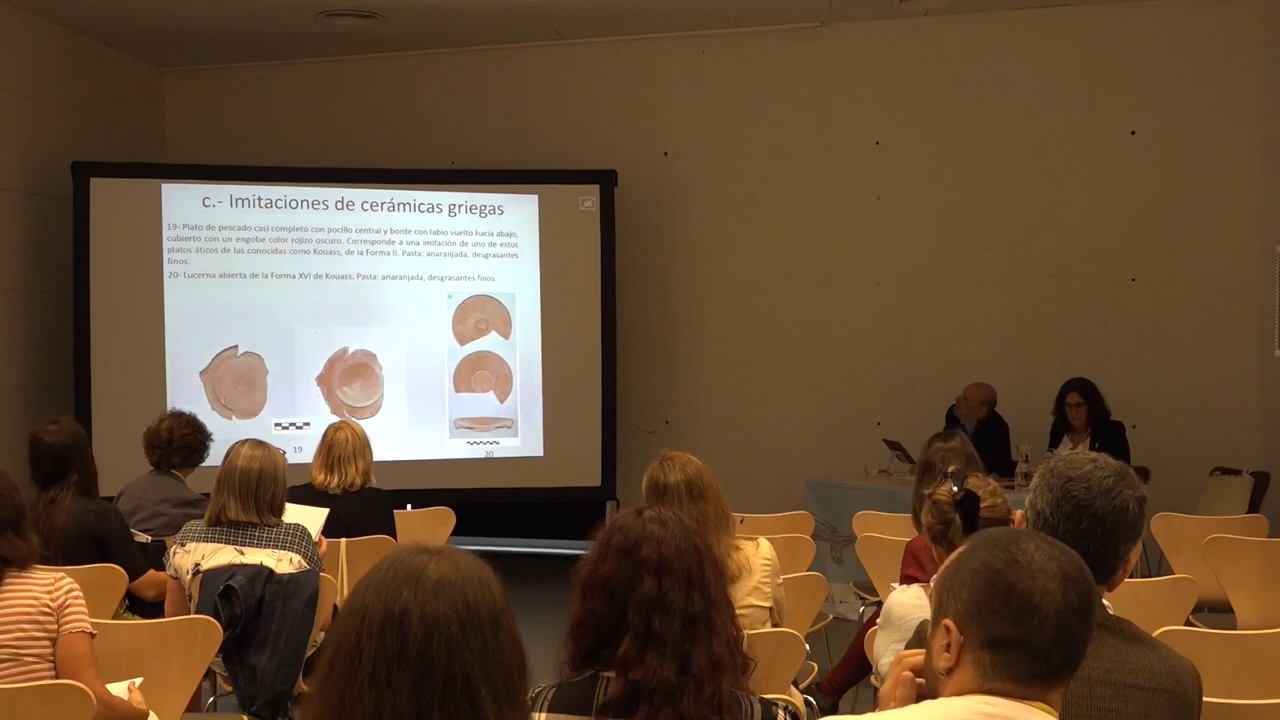 c.- Imitaciones de cerámicas griegas
19- Plato de pescado casi completo con pocillo central y borde con labio vuelto hacia abajo,
cubierto con un engobe color rojizo oscuro. Corresponde a una imitación de uno de estos
platos áticos de las conocidas como Kouass, de la Forma II. Pasta: anaranjada, desgrasantes
finos.
20- Lucerna abierta de la Forma XVI de Kouass. Pasta: anaranjada, desgrasantes finos.
19
20